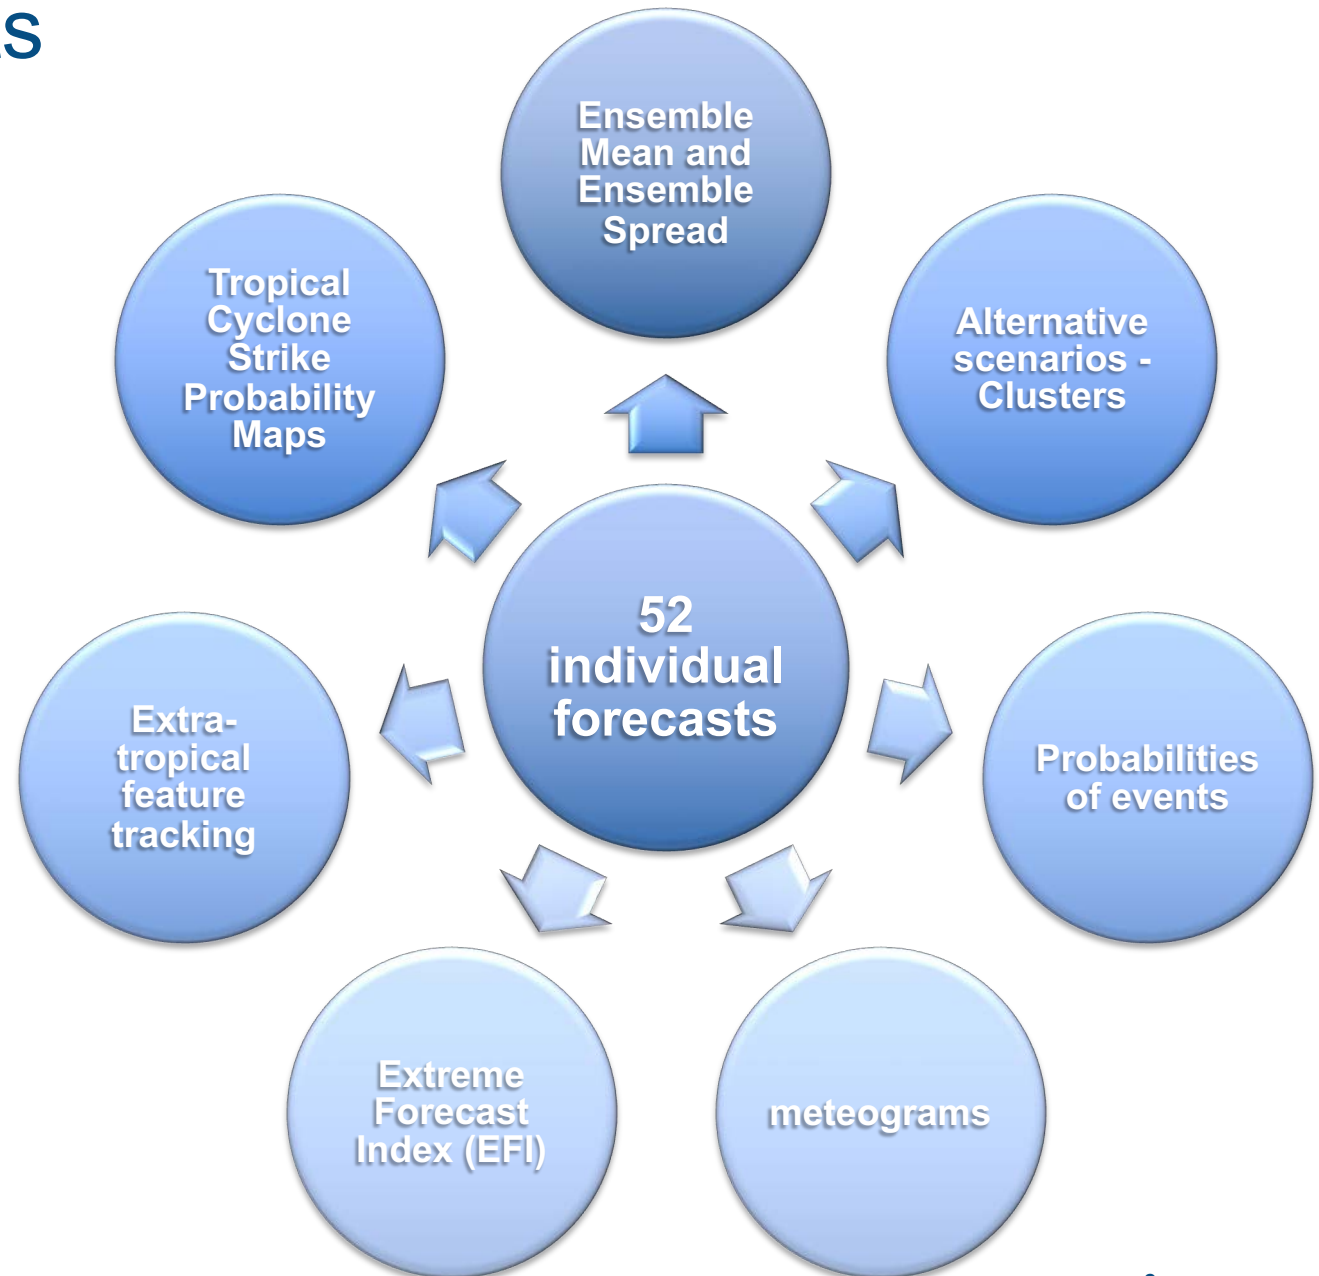 Ensemble
Mean and
Ensemble
Spread
Alternative
scenarios -
Clusters
Probabilities
of events
meteograms
Extreme
Forecast
Index (EFI)
Extra-
tropical
feature
tracking
Tropical
Cyclone
Strike
Probability
Maps
52
individual
forecasts